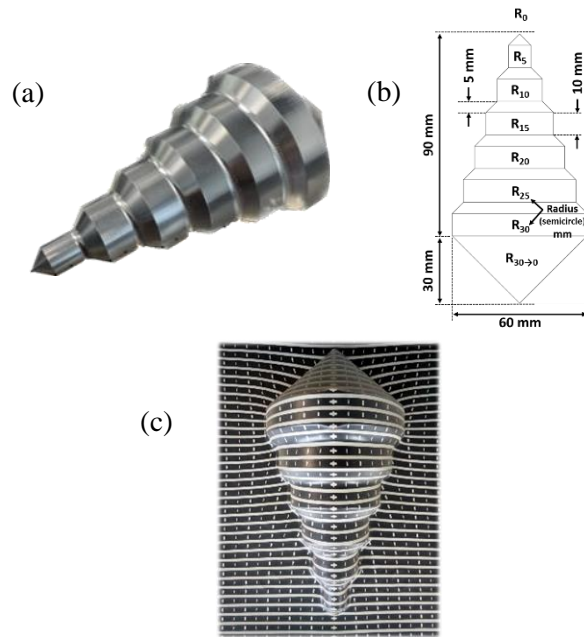 (a)
(b)
R0
5 mm
10 mm
90 mm
R5
R10
R15
R20
R25
Radius
(semicircle)
mm
R30
30 mm
R30→0
60 mm
(c)